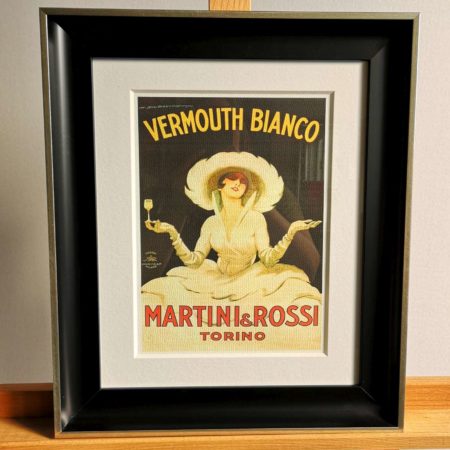 VERMOUTH BIANCO
MARTINI & ROSSI
TORINO